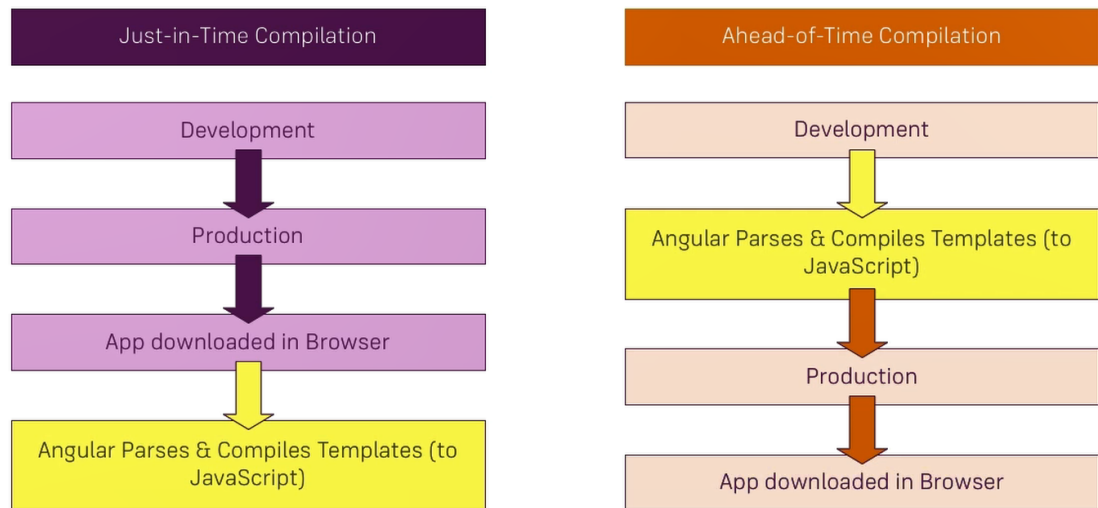 Just-in-Time Compilation
Development
Production
App downloaded in Browser
Angular Parses & Compiles Templates (to
JavaScript)
Ahead-of-Time Compilation
Development
Angular Parses & Compiles Templates (to
JavaScript)
Production
App downloaded in Browser